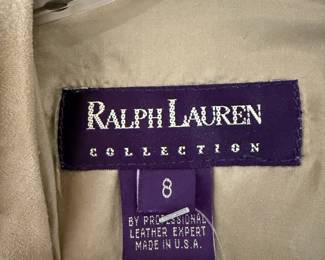 RALPH LAUREN
COLLECTION
8
BY PROFESSIONAL
LEATHER EXPERT
MADE IN U.S.A.